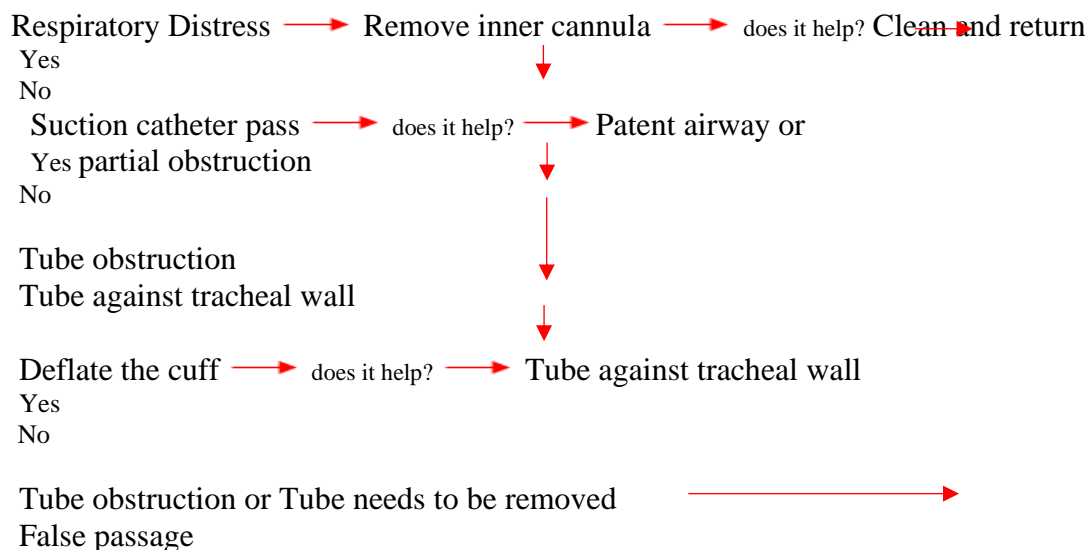 Respiratory Distress Remove inner cannula does it help? Clean and return
Yes
No
Suction catheter pass does it help? Patent airway or
Yes partial obstruction
No
Tube obstruction
Tube against tracheal wall
Deflate the cuff does it help? Tube against tracheal wall
Yes
No
Tube obstruction or Tube needs to be removed
False passage